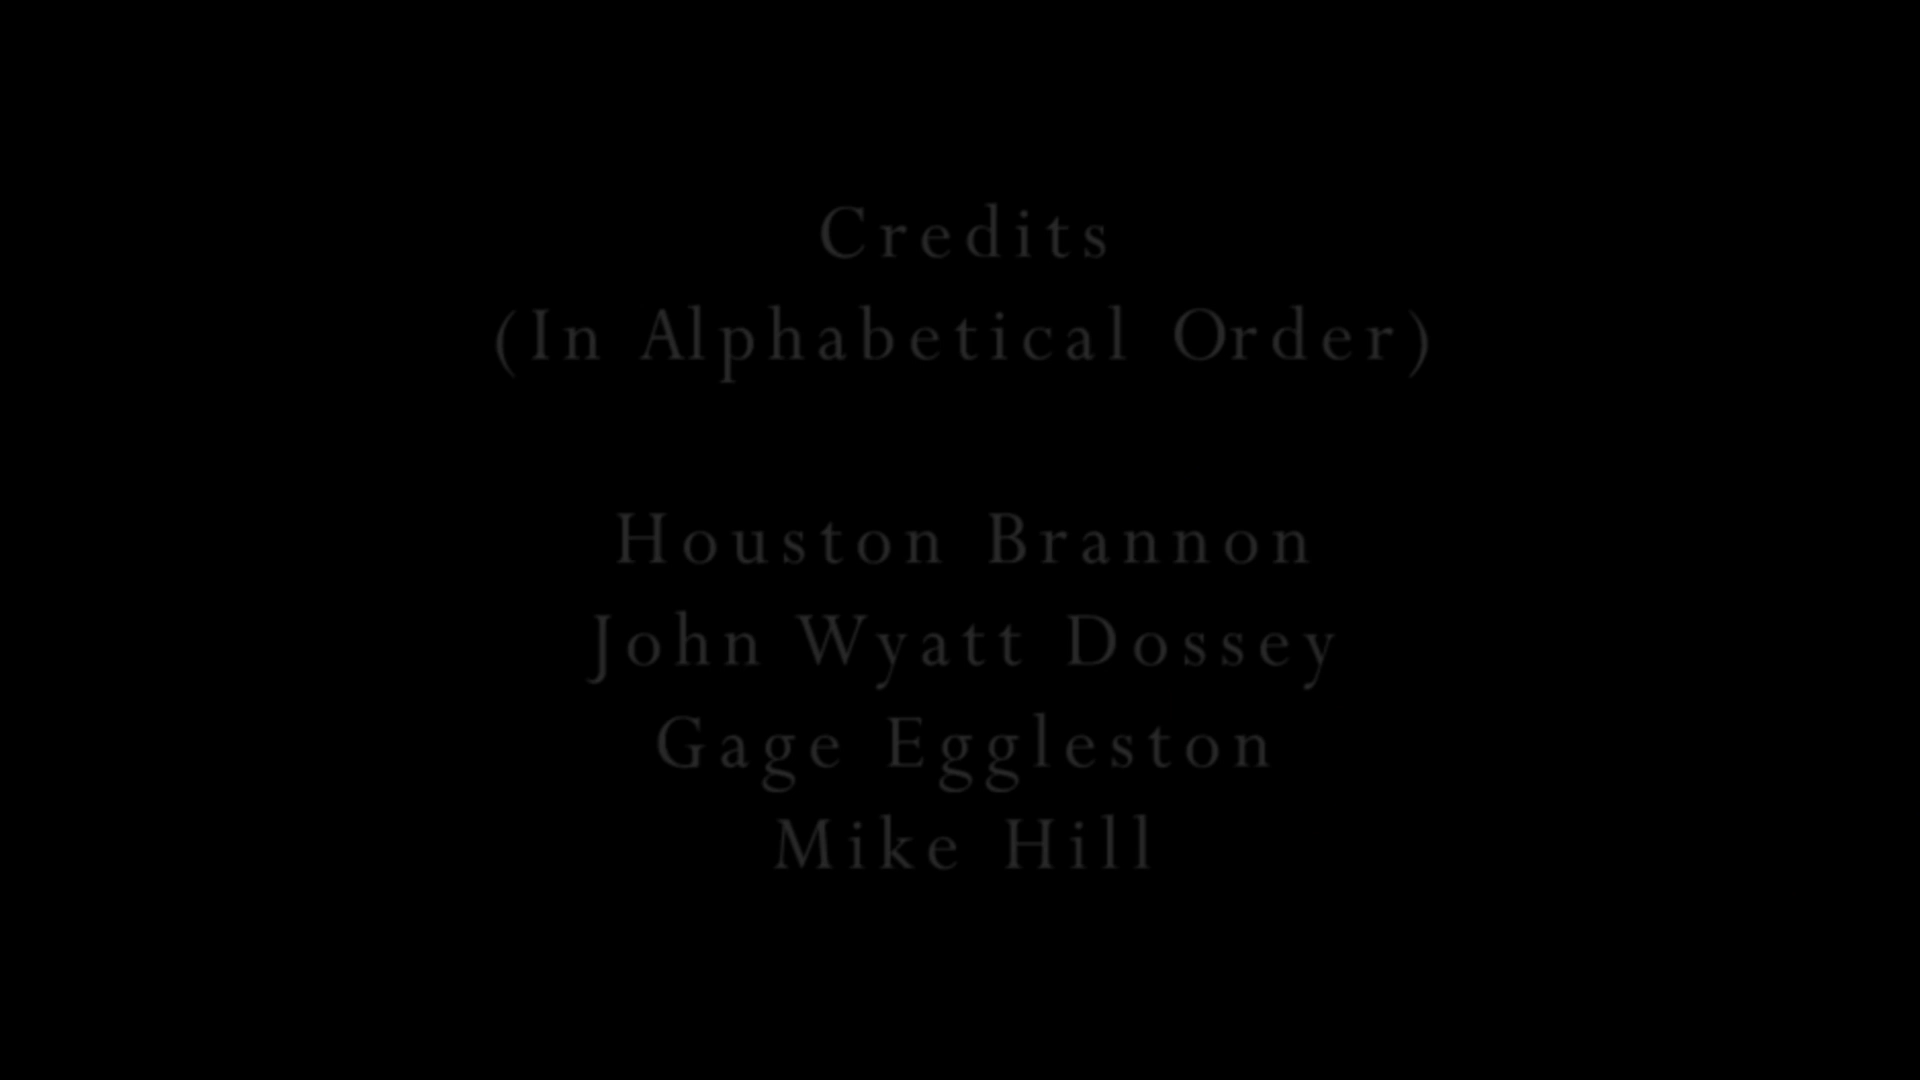 Credits
(In Alphabetical Order)
Houston Brannon
John Wyatt Dossey
Gage Eggleston
Mike Hill